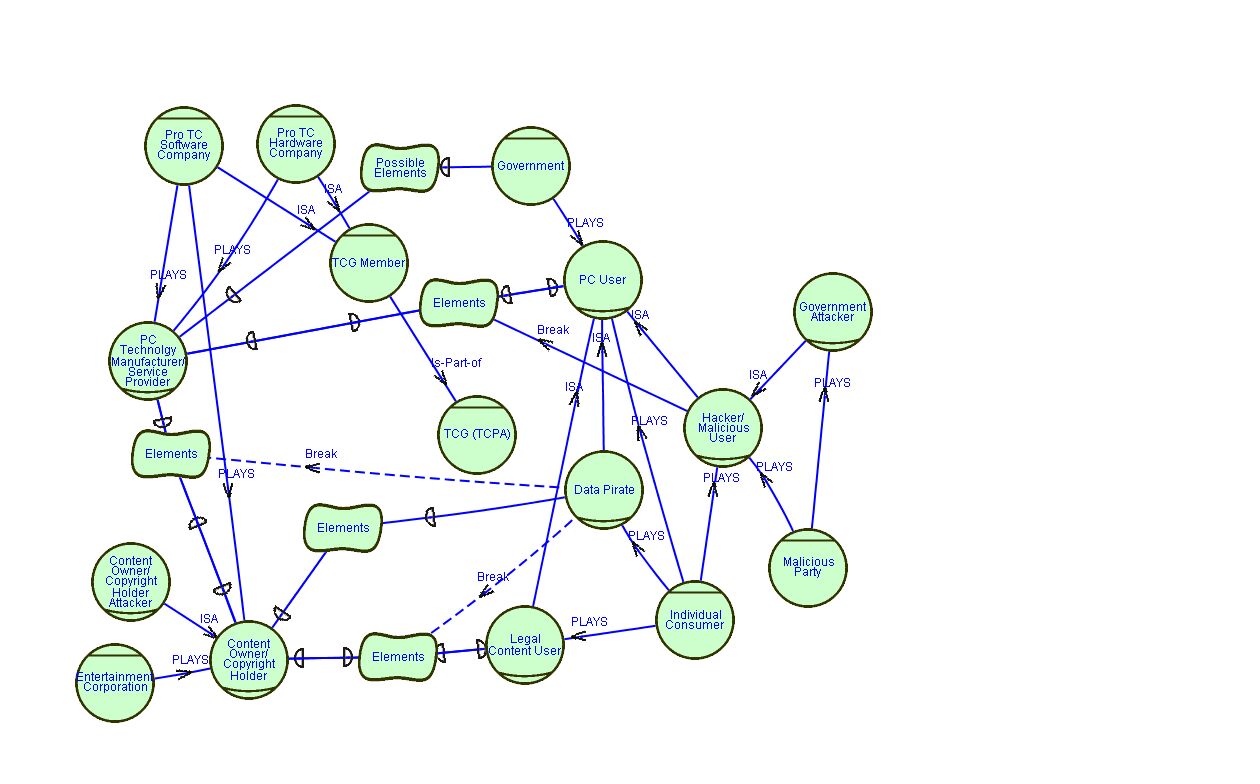 Pro TC
Software
Company
Pro TC
Hardware
Company
Possible
Elements
Government
ISA
ISA
PLAYS
PLAYS
PLAYS
TCG Member
PC User
Elements
Government
Attacker
ISA
Break
ISA
PC
Technolgy
Manufacturer/
Service
Provider
Is-Part-of
ISA
PLAYS
ISA
PLAYS
Hacker/
Malicious
User
TCG (TCPA)
Elements
Break
PLAYS
PLAYS
PLAYS
Data Pirate
Elements
PLAYS
Malicious
Party
Content
Owner/
Copyright
Holder
Attacker
Break
ISA
PLAYS
Individual
Consumer
Legal
Content User
Content
Owner/
Copyright
Holder
Elements
PLAYS
Entertainment
Corporation